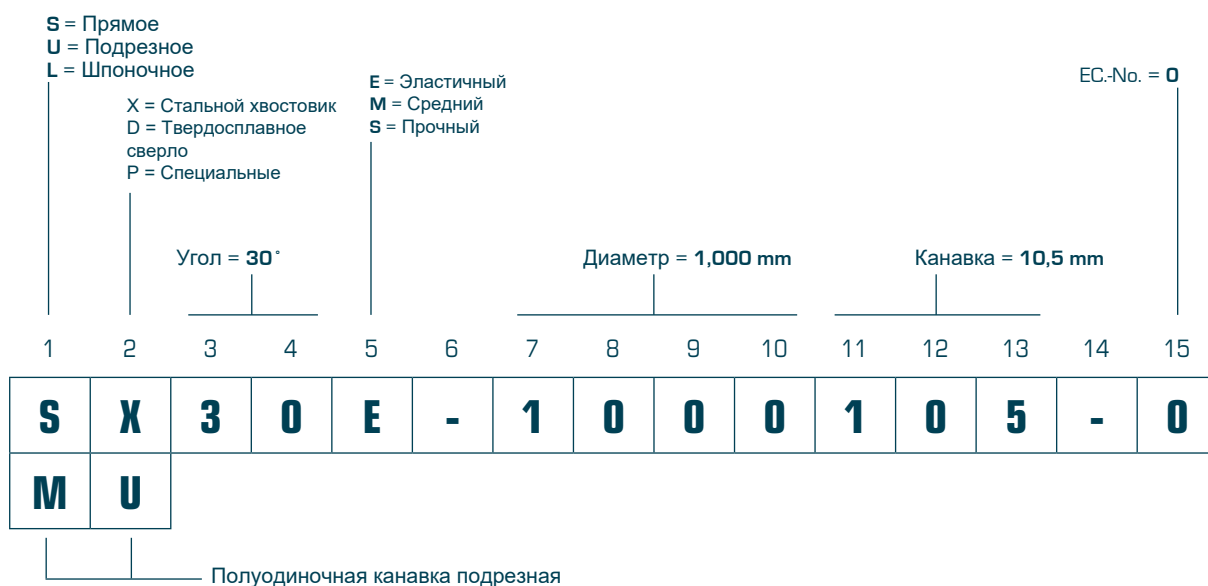 S = Прямое
U = Подрезное
L = Шпоночное
X = Стальной хвостовик
D = Твердосплавное
сверло
P = Специальные
E = Эластичный
M = Средний
S = Прочный
EC.-No. = 0
Угол = 30°
Диаметр = 1,000 mm
Канавка = 10,5 mm
1 2 3 4 5 6 7 8 9 10 11 12 13 14 15
S X 3 0 E - 1 0 0 0 1 0 5 - 0
M U
Полуодиночная канавка подрезная